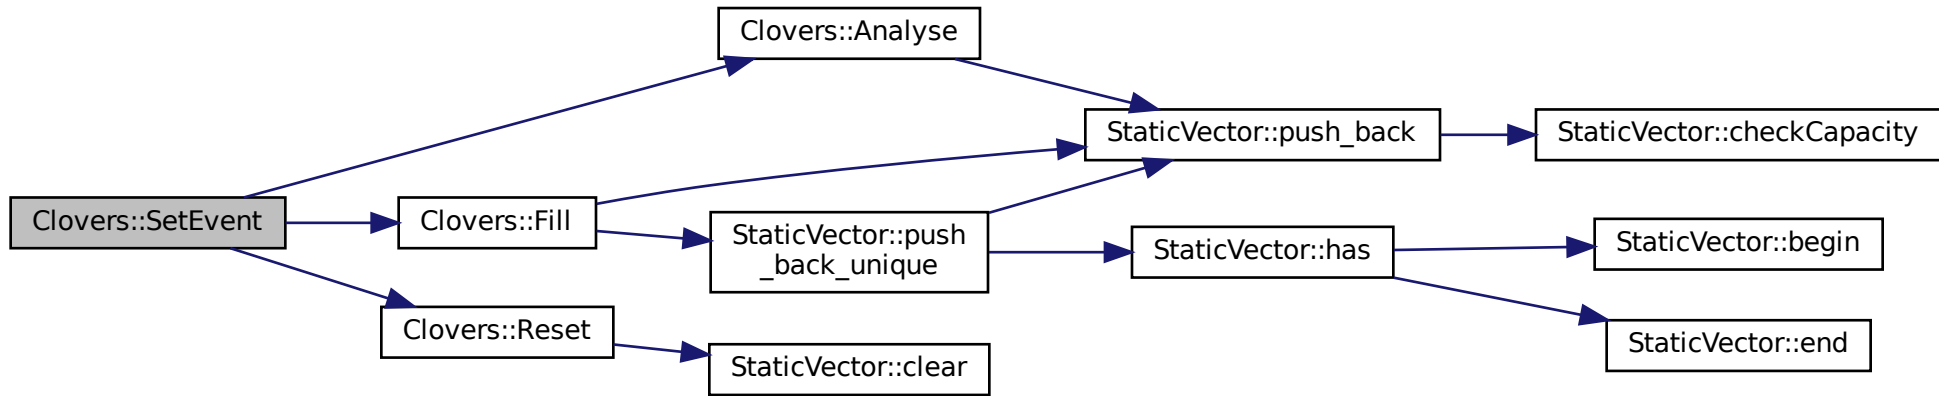 Clovers::Analyse
StaticVector::push_back
StaticVector::checkCapacity
Clovers::SetEvent
Clovers::Fill
StaticVector::push
_back_unique
StaticVector::has
StaticVector::begin
Clovers::Reset
StaticVector::clear
StaticVector::end